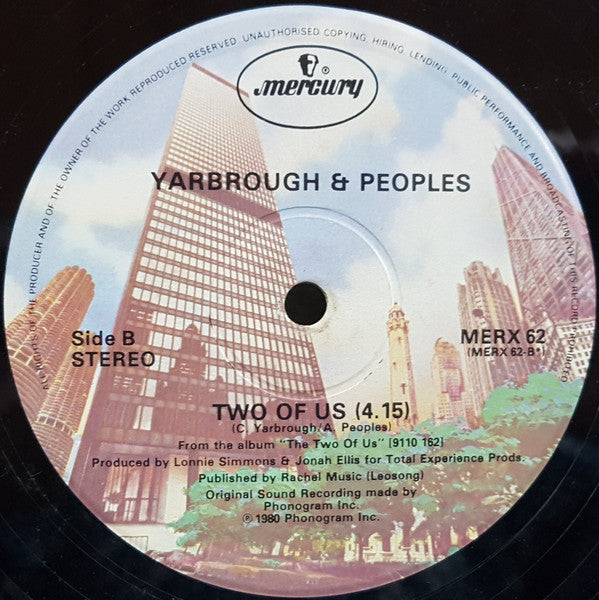 ALL RIGHTS OF THE PRODUCER AND OF THE OWNER OF THE WORK REPRODUCED RESERVED. UNAUTHORISED COPYING, HIRING, LENDING, PUBLIC PERFORMANCE AND BROADCASTING OF THIS RECORD PROHIBITED
®
mercury
YARBROUGH & PEOPLES
Side B
STEREO
MERX 62
(MERX 62-B*)
TWO OF US (4.15)
(C. Yarbrough/A. Peoples)
From the album "The Two Of Us" [9110 162]
Produced by Lonnie Simmons & Jonah Ellis for Total Experience Prods.
Published by Rachel Music (Leosong)
Original Sound Recording made by
Phonogram Inc.
℗ 1980 Phonogram Inc.